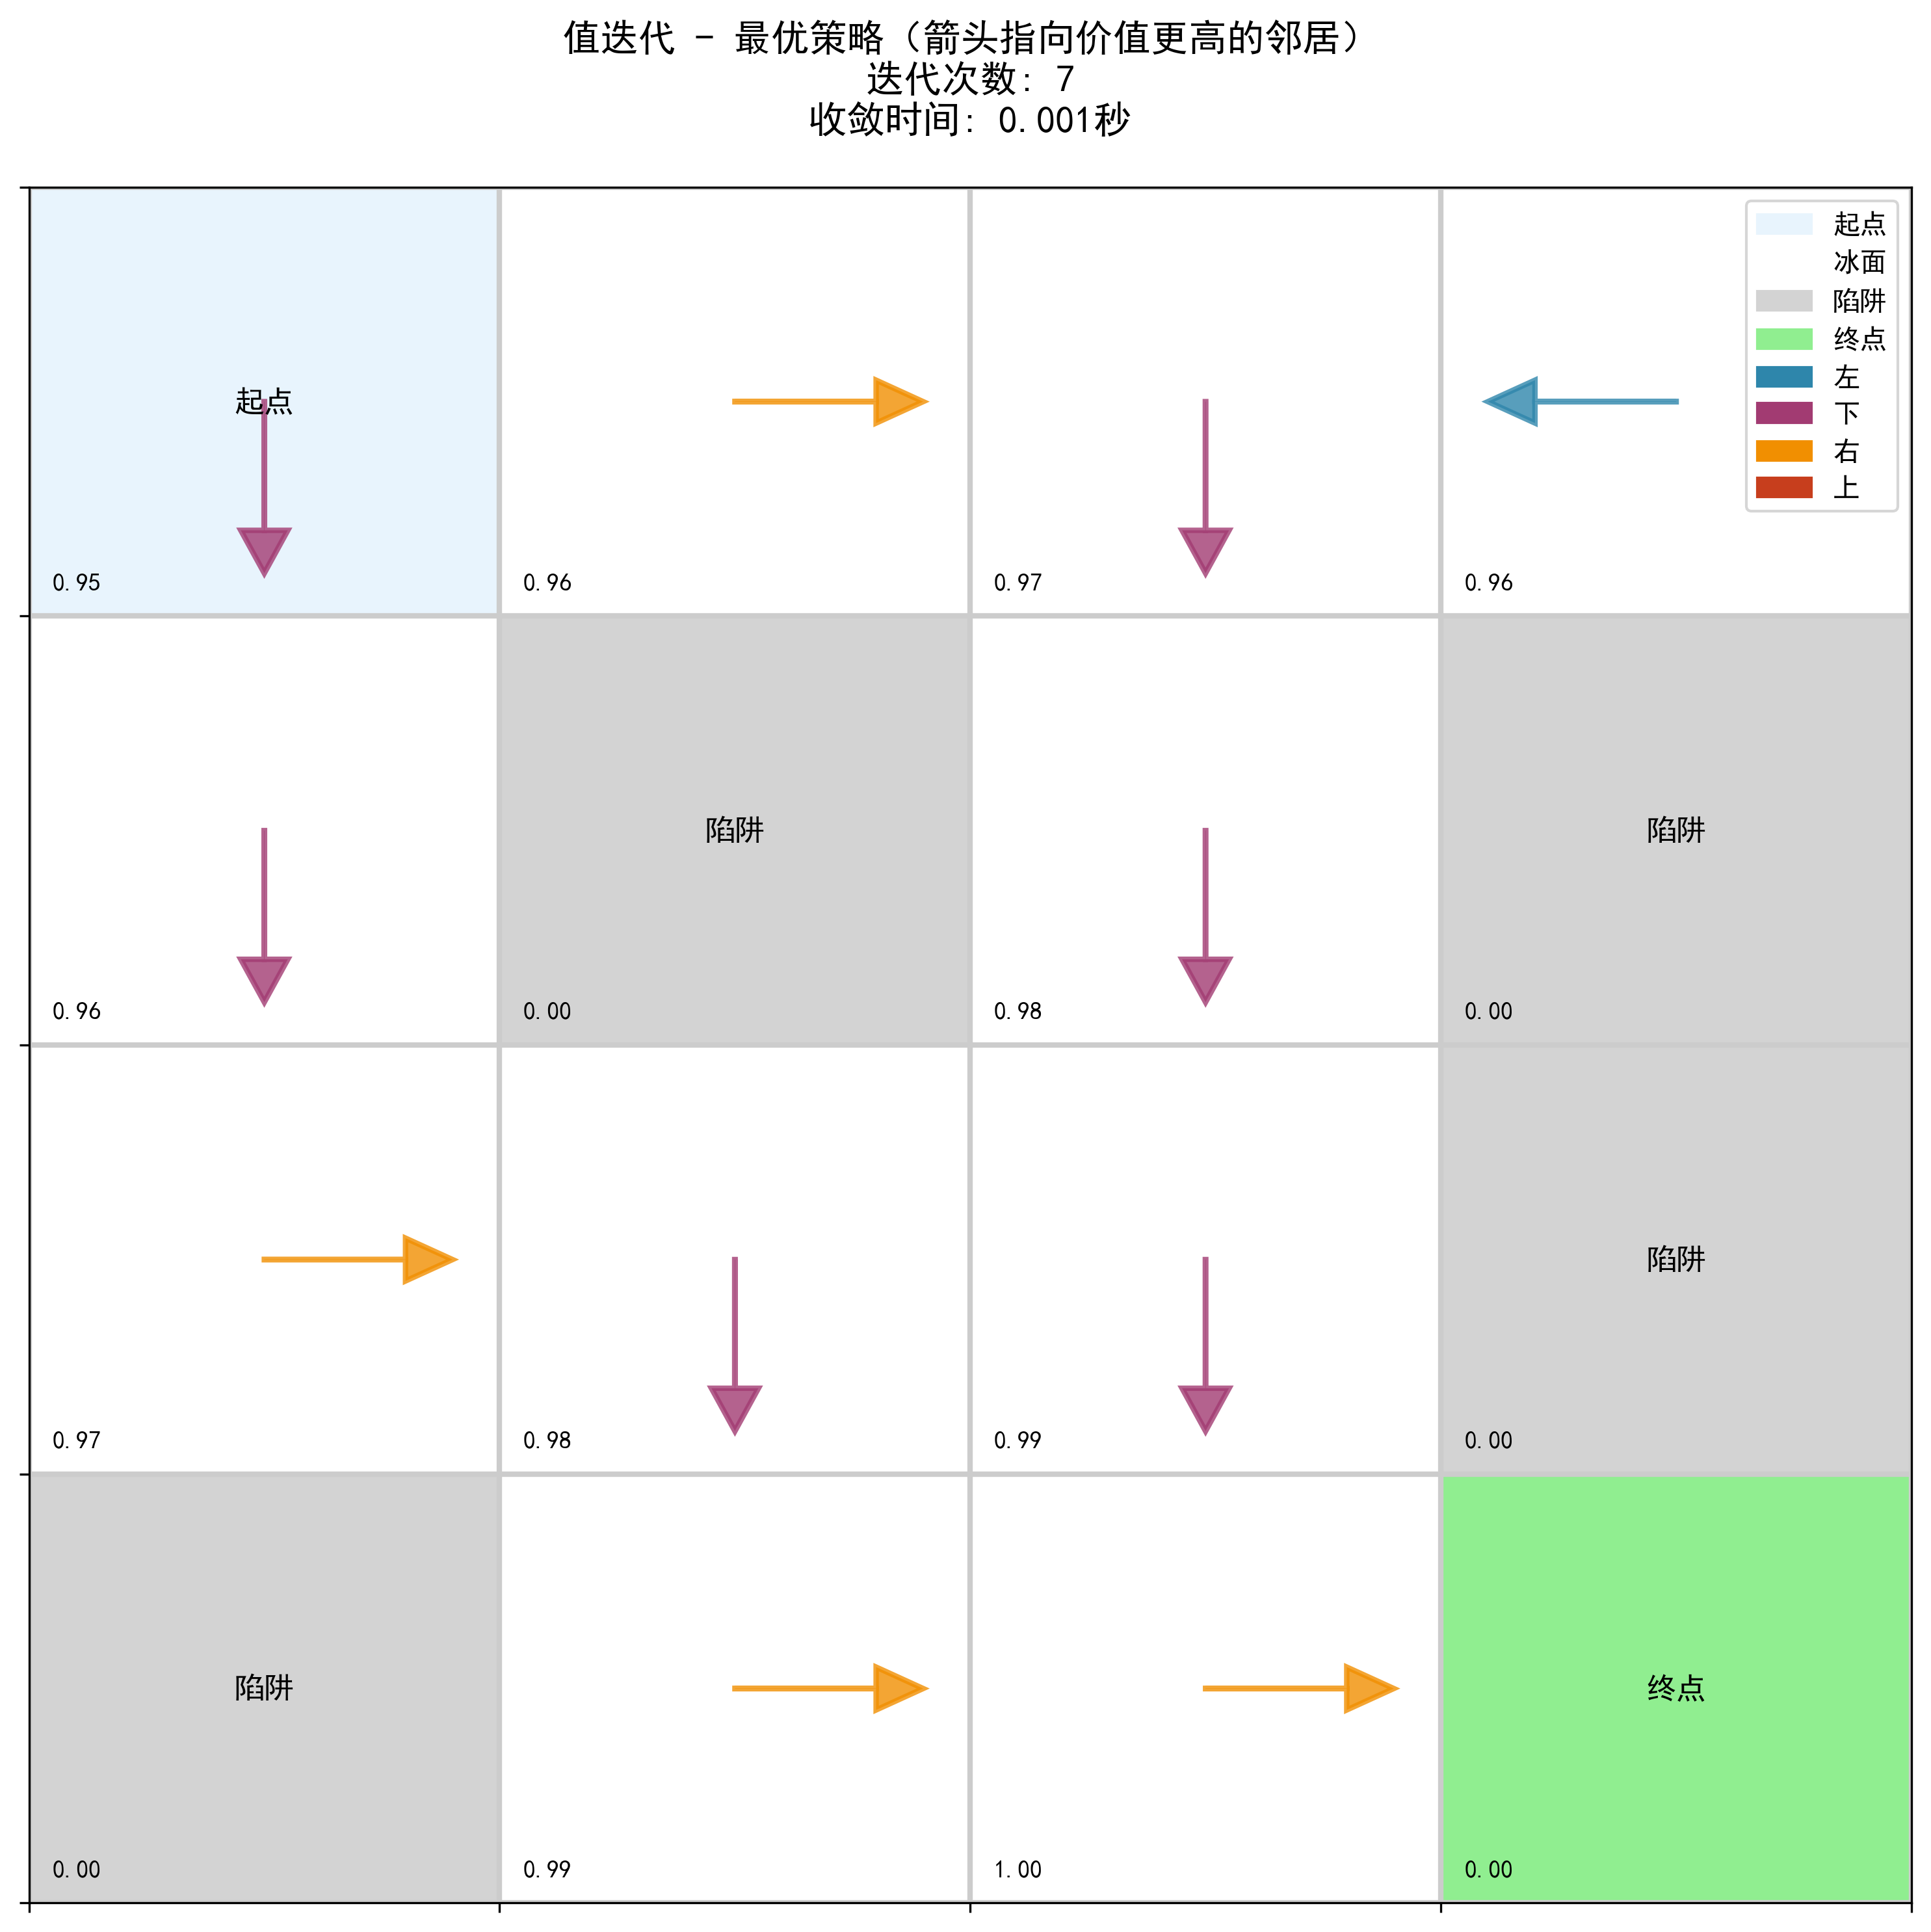 值迭代 - 最优策略（箭头指向价值更高的邻居）
迭代次数: 7
收敛时间: 0.001秒
起点
冰面
陷阱
终点
左
下
右
上
起点
0.95
0.96
0.97
0.96
陷阱
陷阱
0.96
0.00
0.98
0.00
陷阱
0.97
0.98
0.99
0.00
陷阱
终点
0.00
0.99
1.00
0.00